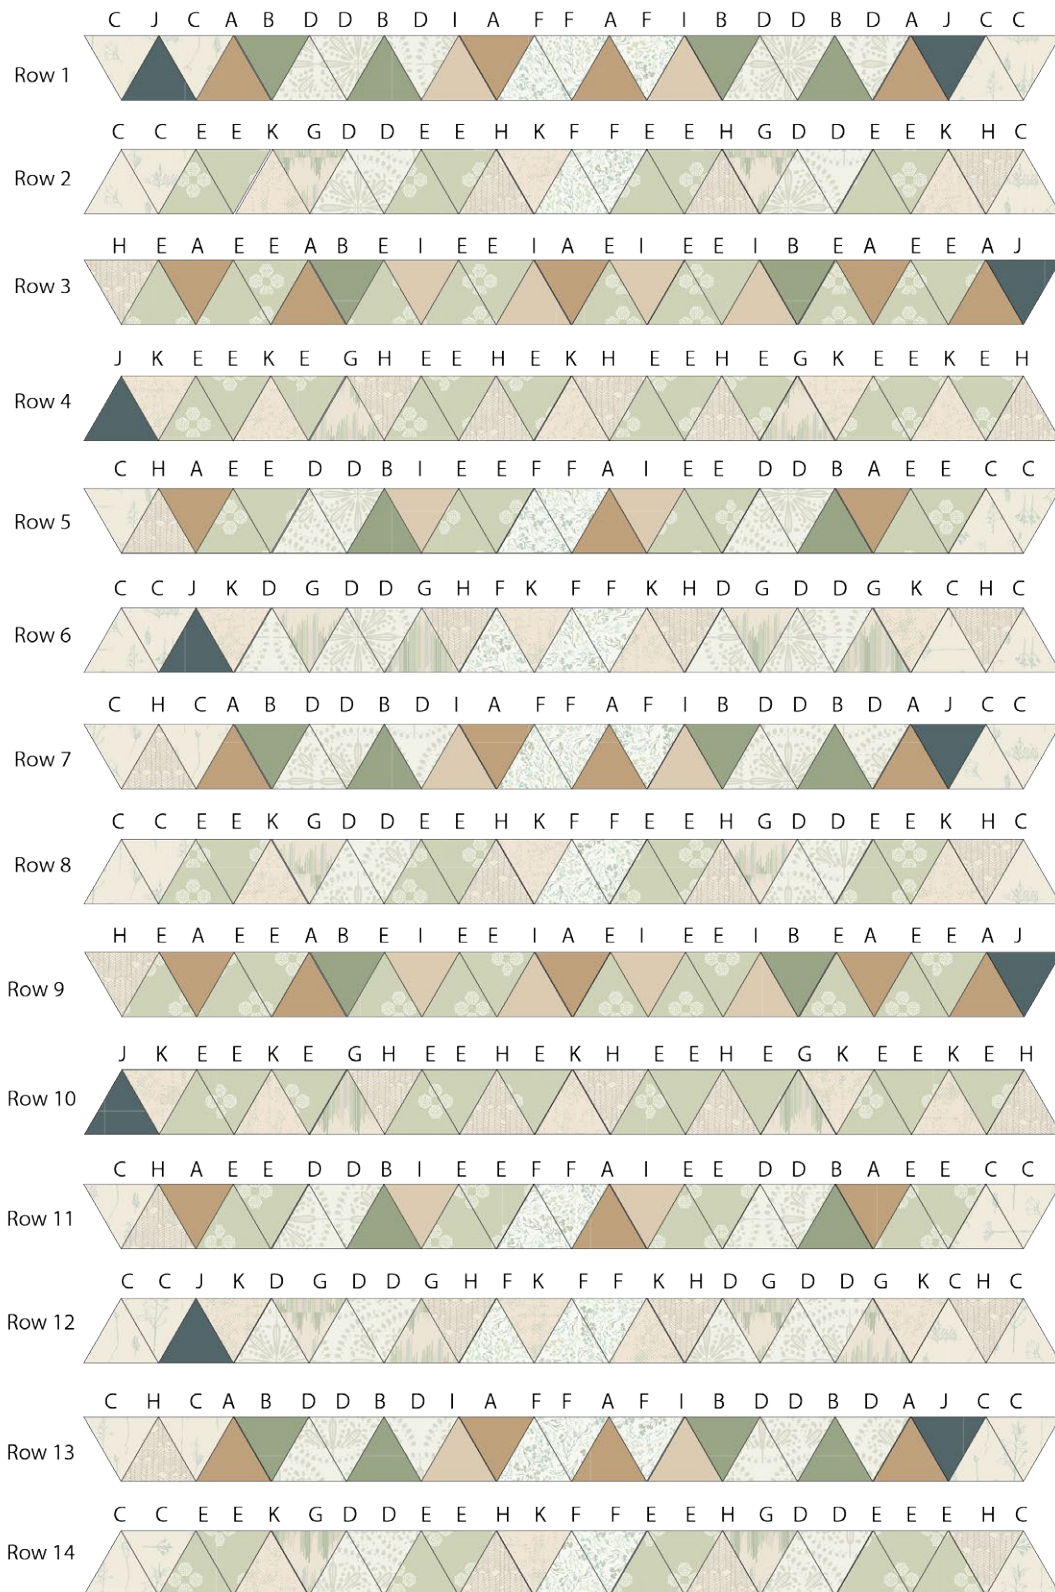 C J C A B D D B D I A F F A F I B D D B D A J C C
Row 1
C C E E K G D D E E H K F F E E H G D D E E K H C
Row 2
H E A E E A B E I E E I A E I E E I B E A E E A J
Row 3
J K E E K E G H E E H E K H E E H E G K E E K E H
Row 4
C H A E E D D B I E E F F A I E E D D B A E E C C
Row 5
C C J K D G D D G H F K F F K H D G D D G K C H C
Row 6
C H C A B D D B D I A F F A F I B D D B D A J C C
Row 7
C C E E K G D D E E H K F F E E H G D D E E K H C
Row 8
H E A E E A B E I E E I A E I E E I B E A E E A J
Row 9
J K E E K E G H E E H E K H E E H E G K E E K E H
Row 10
C H A E E D D B I E E F F A I E E D D B A E E C C
Row 11
C C J K D G D D G H F K F F K H D G D D G K C H C
Row 12
C H C A B D D B D I A F F A F I B D D B D A J C C
Row 13
C C E E K G D D E E H K F F E E H G D D E E E H C
Row 14